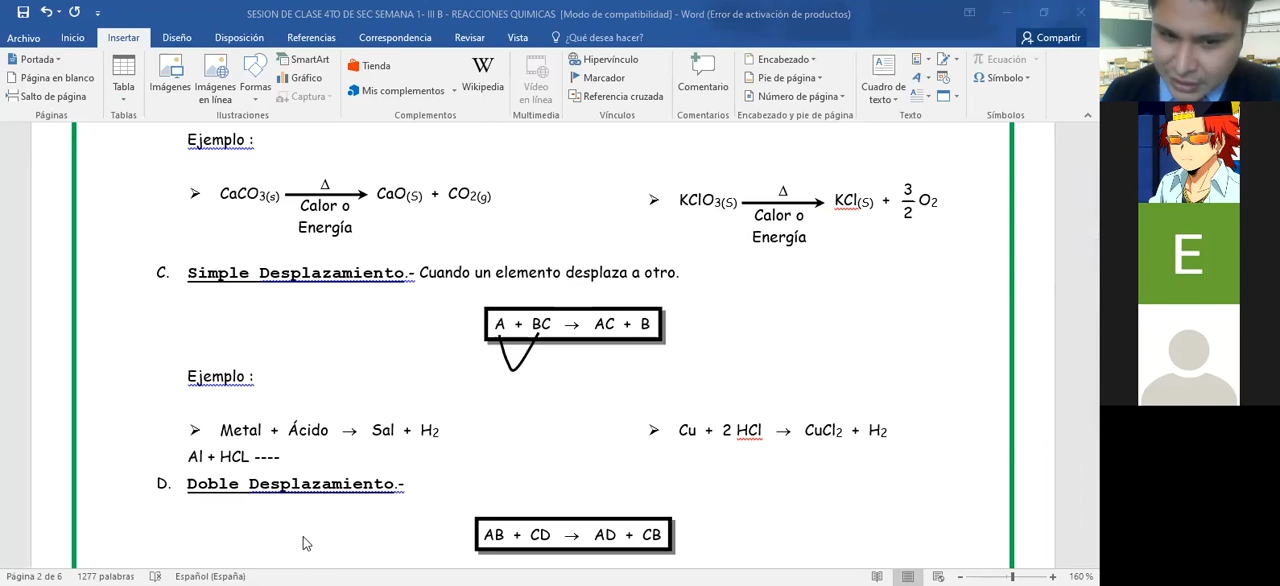 SESION DE CLASE 4TO DE SEC SEMANA 1- III B - REACCIONES QUIMICAS [Modo de compatibilidad] - Word (Error de activación de productos)
Archivo Inicio Insertar Diseño Disposición Referencias Correspondencia Revisar Vista ¿Qué desea hacer? Compartir
Portada
Página en blanco
Salto de página
Páginas
Tabla
Tablas
Imágenes
Imágenes en línea
Formas
SmartArt
Gráfico
Captura
Ilustraciones
Tienda
Mis complementos
W
Wikipedia
Complementos
Vídeo en línea
Multimedia
Hipervínculo
Marcador
Referencia cruzada
Vínculos
Comentario
Comentarios
Encabezado
Pie de página
Número de página
Encabezado y pie de página
Cuadro de texto
Texto
π Ecuación
Ω Símbolo
Símbolos
Ejemplo :
CaCO3(s) Δ Calor o Energía → CaO(S) + CO2(g)
KClO3(S) Δ Calor o Energía → KCl(S) + 3/2 O2
C. Simple Desplazamiento.- Cuando un elemento desplaza a otro.
A + BC → AC + B
Ejemplo :
Metal + Ácido → Sal + H2
Cu + 2 HCl → CuCl2 + H2
Al + HCL ----
D. Doble Desplazamiento.-
AB + CD → AD + CB
E
Página 2 de 6 1277 palabras Español (España) 160 %